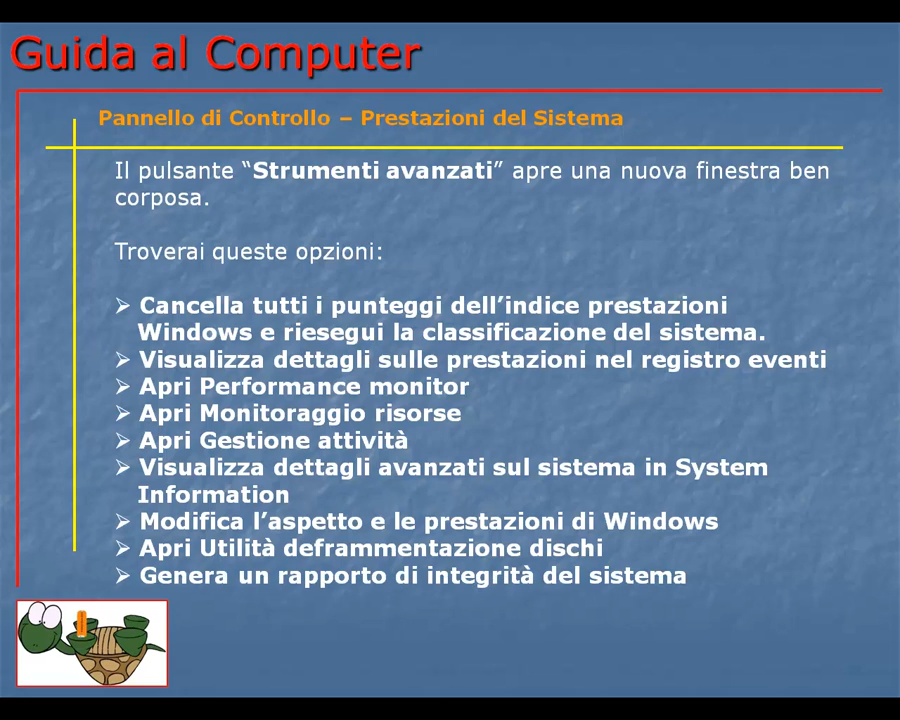 Guida al Computer
Pannello di Controllo – Prestazioni del Sistema
Il pulsante “Strumenti avanzati” apre una nuova finestra ben
corposa.
Troverai queste opzioni:
➢ Cancella tutti i punteggi dell’indice prestazioni
Windows e riesegui la classificazione del sistema.
➢ Visualizza dettagli sulle prestazioni nel registro eventi
➢ Apri Performance monitor
➢ Apri Monitoraggio risorse
➢ Apri Gestione attività
➢ Visualizza dettagli avanzati sul sistema in System
Information
➢ Modifica l’aspetto e le prestazioni di Windows
➢ Apri Utilità deframmentazione dischi
➢ Genera un rapporto di integrità del sistema